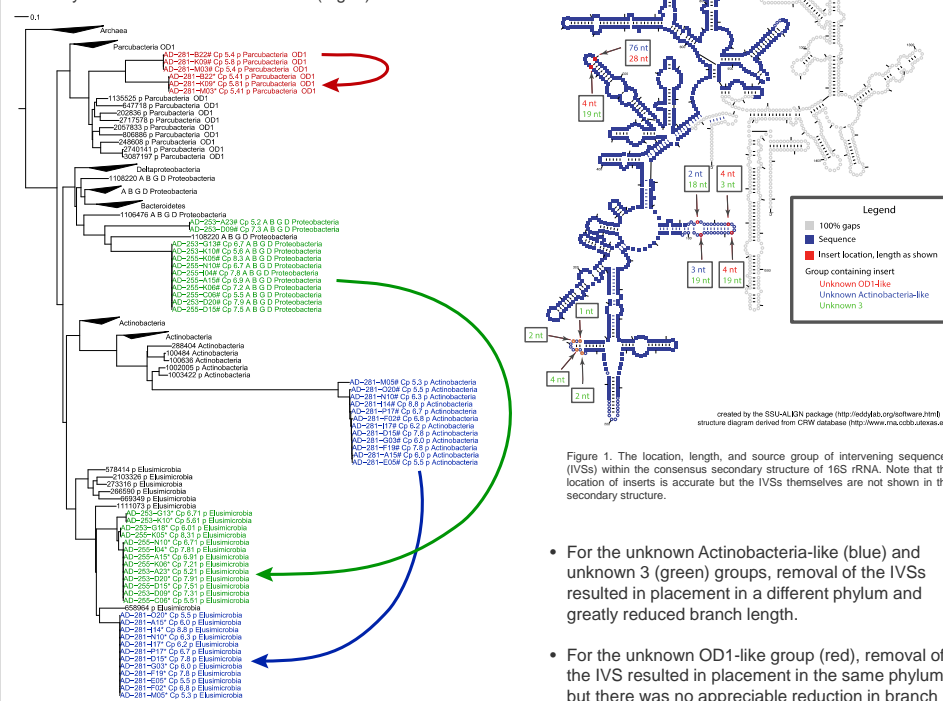 0.1
Archaea
Parcubacteria OD1
AD-281-B22# Cp 5.4 p Parcubacteria OD1
AD-281-K09# Cp 5.8 p Parcubacteria OD1
AD-281-M03# Cp 5.4 p Parcubacteria OD1
AD-281-B22* Cp 5.41 p Parcubacteria OD1
AD-281-K09* Cp 5.81 p Parcubacteria OD1
AD-281-M03* Cp 5.41 p Parcubacteria OD1
1135525 p Parcubacteria OD1
647718 p Parcubacteria OD1
202836 p Parcubacteria OD1
2717578 p Parcubacteria OD1
2057833 p Parcubacteria OD1
806886 p Parcubacteria OD1
248608 p Parcubacteria OD1
2740141 p Parcubacteria OD1
3087197 p Parcubacteria OD1
Deltaproteobacteria
1108220 A B G D Proteobacteria
A B G D Proteobacteria
Bacteroidetes
1106476 A B G D Proteobacteria
AD-253-A23# Cp 5,2 A B G D Proteobacteria
AD-253-D09# Cp 7,3 A B G D Proteobacteria
1108220 A B G D Proteobacteria
AD-253-G13# Cp 6,7 A B G D Proteobacteria
AD-253-K10# Cp 5,6 A B G D Proteobacteria
AD-255-K05# Cp 8,3 A B G D Proteobacteria
AD-255-N10# Cp 6,7 A B G D Proteobacteria
AD-255-I04# Cp 7,8 A B G D Proteobacteria
AD-255-A15# Cp 6,9 A B G D Proteobacteria
AD-255-K06# Cp 7,2 A B G D Proteobacteria
AD-255-C06# Cp 5,5 A B G D Proteobacteria
AD-253-D20# Cp 7,9 A B G D Proteobacteria
AD-255-D15# Cp 7,5 A B G D Proteobacteria
Actinobacteria
Actinobacteria
288404 p Actinobacteria
100484 p Actinobacteria
100636 p Actinobacteria
1002005 p Actinobacteria
1003422 p Actinobacteria
AD-281-M05# Cp 5,3 p Actinobacteria
AD-281-O20# Cp 5.5 p Actinobacteria
AD-281-N10# Cp 6,3 p Actinobacteria
AD-281-I14# Cp 8,8 p Actinobacteria
AD-281-P17# Cp 6,7 p Actinobacteria
AD-281-F02# Cp 6.8 p Actinobacteria
AD-281-I17# Cp 6.2 p Actinobacteria
AD-281-D15# Cp 7,8 p Actinobacteria
AD-281-G03# Cp 6.0 p Actinobacteria
AD-281-F19# Cp 7.8 p Actinobacteria
AD-281-A15# Cp 6,0 p Actinobacteria
AD-281-E05# Cp 5,5 p Actinobacteria
578414 p Elusimicrobia
2103326 p Elusimicrobia
273316 p Elusimicrobia
266590 p Elusimicrobia
669349 p Elusimicrobia
1111073 p Elusimicrobia
AD-253-G13* Cp 6.71 p Elusimicrobia
AD-253-K10* Cp 5.61 p Elusimicrobia
AD-253-G18* Cp 6.01 p Elusimicrobia
AD-255-K05* Cp 8,31 p Elusimicrobia
AD-255-N10* Cp 6,71 p Elusimicrobia
AD-255-I04* Cp 7.81 p Elusimicrobia
AD-255-A15* Cp 6.91 p Elusimicrobia
AD-255-K06* Cp 7,21 p Elusimicrobia
AD-253-A23* Cp 5.21 p Elusimicrobia
AD-253-D20* Cp 7.91 p Elusimicrobia
AD-255-D15* Cp 7,51 p Elusimicrobia
AD-253-D09* Cp 7.31 p Elusimicrobia
AD-255-C06* Cp 5,51 p Elusimicrobia
658964 p Elusimicrobia
AD-281-O20* Cp 5,5 p Elusimicrobia
AD-281-A15* Cp 6,0 p Elusimicrobia
AD-281-I14* Cp 8.8 p Elusimicrobia
AD-281-N10* Cp 6,3 p Elusimicrobia
AD-281-I17* Cp 6.2 p Elusimicrobia
AD-281-P17* Cp 6.7 p Elusimicrobia
AD-281-D15* Cp 7.8 p Elusimicrobia
AD-281-G03* Cp 6.0 p Elusimicrobia
AD-281-F19* Cp 7.8 p Elusimicrobia
AD-281-E05* Cp 5.5 p Elusimicrobia
AD-281-F02* Cp 6,8 p Elusimicrobia
AD-281-M05* Cp 5.3 p Elusimicrobia
76 nt
28 nt
4 nt
19 nt
2 nt
18 nt
4 nt
3 nt
3 nt
19 nt
4 nt
19 nt
1 nt
2 nt
4 nt
2 nt
Legend
100% gaps
Sequence
Insert location, length as shown
Group containing insert
Unknown OD1-like
Unknown Actinobacteria-like
Unknown 3
created by the SSU-ALIGN package (http://eddylab.org/software.html)
structure diagram derived from CRW database (http://www.rna.ccbb.utexas.e
Figure 1. The location, length, and source group of intervening sequence
(IVSs) within the consensus secondary structure of 16S rRNA. Note that th
location of inserts is accurate but the IVSs themselves are not shown in th
secondary structure.
• For the unknown Actinobacteria-like (blue) and
unknown 3 (green) groups, removal of the IVSs
resulted in placement in a different phylum and
greatly reduced branch length.
• For the unknown OD1-like group (red), removal of
the IVS resulted in placement in the same phylum
but there was no appreciable reduction in branch